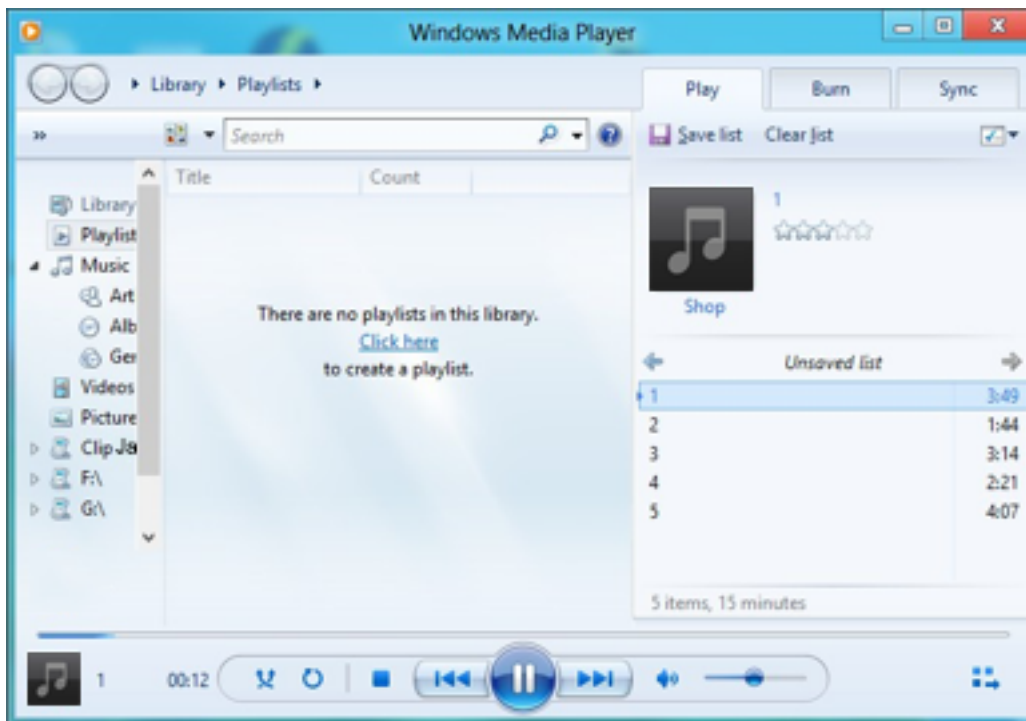 Windows Media Player
Library Playlists
Play Burn Sync
»
Search
Save list Clear list
Title Count
Library
Playlist
Music
Art
Alb
Ger
Videos
Picture
Clip Ja
F:\
G:\
There are no playlists in this library.
Click here
to create a playlist.
1
Shop
Unsaved list
1 3:49
2 1:44
3 3:14
4 2:21
5 4:07
5 items, 15 minutes
1 00:12